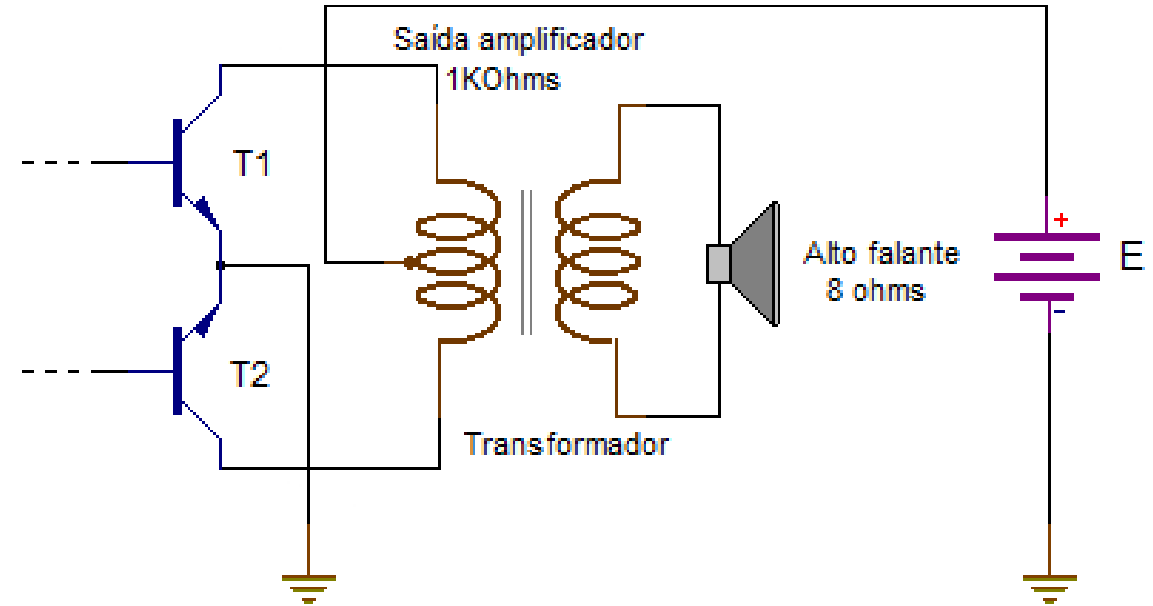 Saída amplificador
1KOhms
T1
+
Alto falante
8 ohms
E
-
T2
Transformador